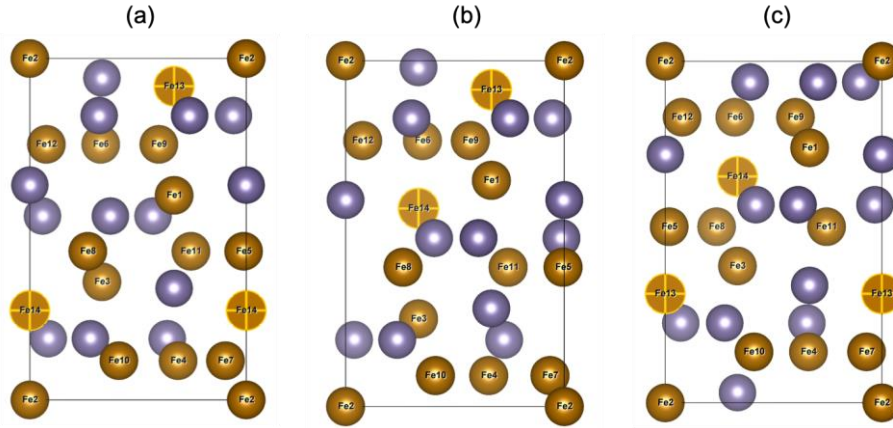 (a) (b) (c)
Fe2 Fe2 Fe2 Fe2 Fe2 Fe2
Fe13 Fe13
Fe12 Fe6 Fe9 Fe12 Fe6 Fe9 Fe12 Fe6 Fe9
Fe1
Fe1 Fe14
Fe1 Fe14
Fe5 Fe8 Fe11
Fe8 Fe11 Fe5 Fe8 Fe11 Fe5 Fe3
Fe3
Fe14 Fe14 Fe3 Fe13 Fe13
Fe10 Fe4 Fe7 Fe10 Fe4 Fe7 Fe10 Fe4 Fe7
Fe2 Fe2 Fe2 Fe2 Fe2 Fe2